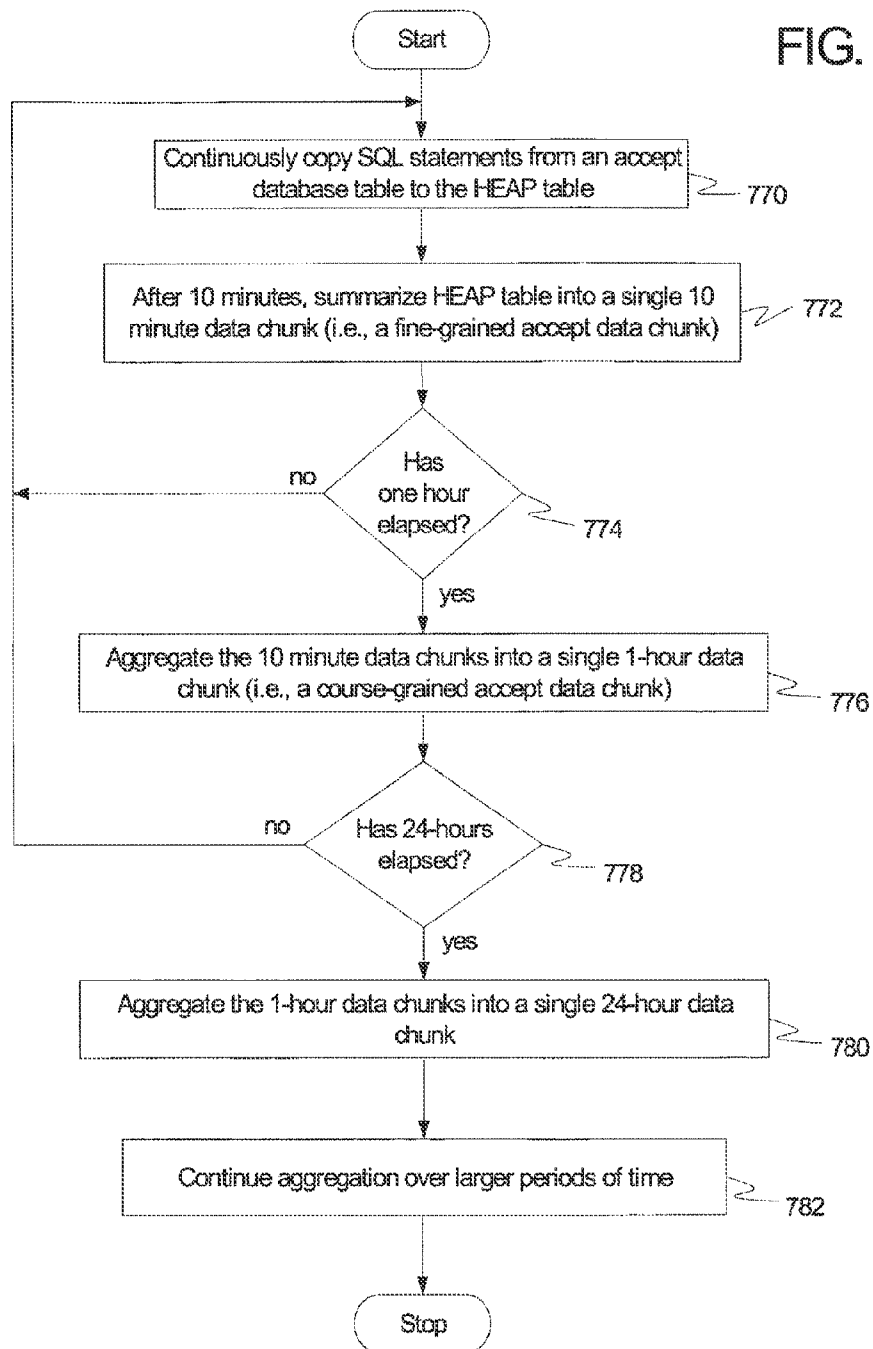 Start
FIG.
Continuously copy SQL statements from an accept
database table to the HEAP table
770
After 10 minutes, summarize HEAP table into a single 10
minute data chunk (i.e., a fine-grained accept data chunk)
772
no
Has
one hour
elapsed?
774
yes
Aggregate the 10 minute data chunks into a single 1-hour data
chunk (i.e., a course-grained accept data chunk)
776
no
Has 24-hours
elapsed?
778
yes
Aggregate the 1-hour data chunks into a single 24-hour data
chunk
780
Continue aggregation over larger periods of time
782
Stop